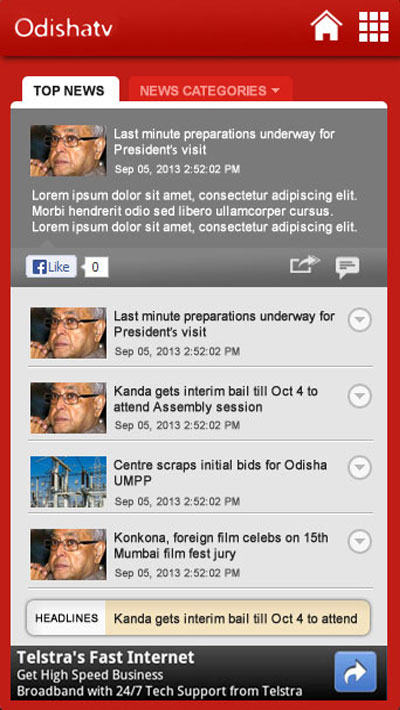 Odishatv
TOP NEWS
NEWS CATEGORIES
Last minute preparations underway for
President's visit
Sep 05, 2013 2:52:02 PM
Lorem ipsum dolor sit amet, consectetur adipiscing elit.
Morbi hendrerit odio sed libero ullamcorper cursus.
Lorem ipsum dolor sit amet, consectetur adipiscing elit.
Like
0
Last minute preparations underway for
President's visit
Sep 05, 2013 2:52:02 PM
Kanda gets interim bail till Oct 4 to
attend Assembly session
Sep 05, 2013 2:52:02 PM
Centre scraps initial bids for Odisha
UMPP
Sep 05, 2013 2:52:02 PM
Konkona, foreign film celebs on 15th
Mumbai film fest jury
Sep 05, 2013 2:52:02 PM
HEADLINES
Kanda gets interim bail till Oct 4 to attend
Telstra's Fast Internet
Get High Speed Business
Broadband with 24/7 Tech Support from Telstra